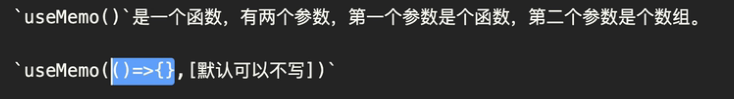 `useMemo()`是一个函数，有两个参数，第一个参数是个函数，第二个参数是个数组。
`useMemo(()=>{},[默认可以不写])`